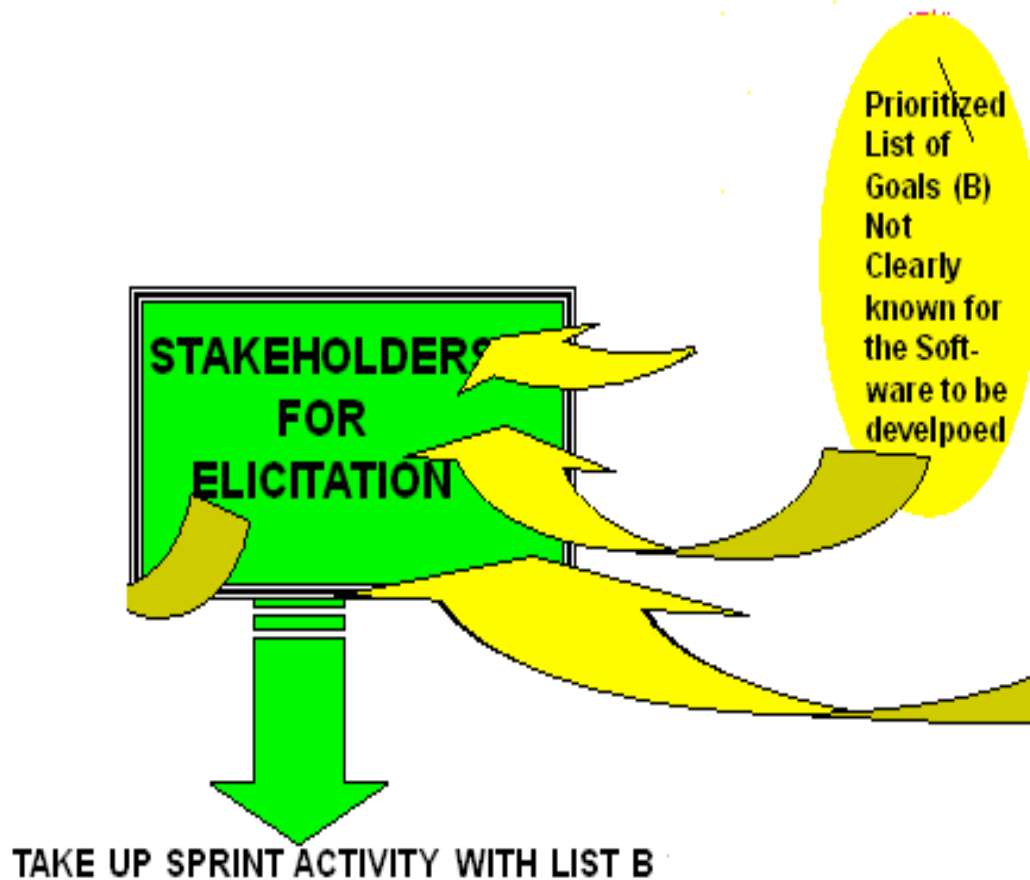 Prioritized
List of
Goals (B)
Not
Clearly
known for
the Soft-
ware to be
develpoed
STAKEHOLDERS
FOR
ELICITATION
TAKE UP SPRINT ACTIVITY WITH LIST B